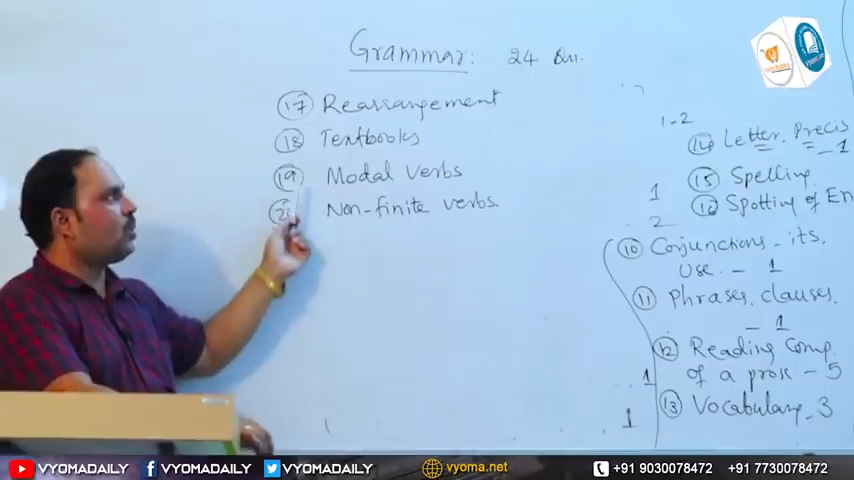 Grammar: 24
17 Rearrangement
18 Textbooks
19 Modal verbs
Non-finite verbs.
1-2
14 Letter. Precis
- 1
15 Spelling
1
16 Spotting of En
2
10 Conjunctions - its.
Use. - 1
11 Phrases. clauses.
- 1
12 Reading Comp.
1 of a prose - 5
13 Vocabulary - 3
1
VYOMADAILY
VYOMADAILY
VYOMADAILY
vyoma.net
+91 9030078472
+91 7730078472